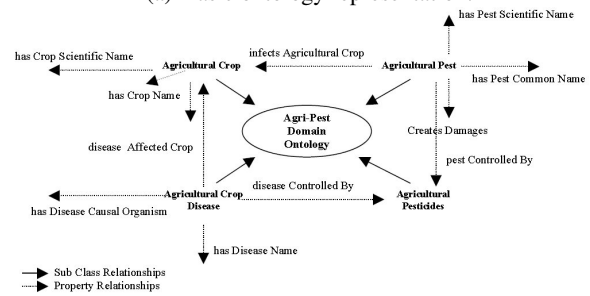 has Pest Scientific Name
has Crop Scientific Name
infects Agricultural Crop
Agricultural Crop
Agricultural Pest
has Pest Common Name
has Crop Name
Agri-Pest
Domain
Ontology
Creates Damages
disease Affected Crop
pest Controlled By
disease Controlled By
Agricultural Crop
Disease
Agricultural
Pesticides
has Disease Causal Organism
has Disease Name
Sub Class Relationships
Property Relationships